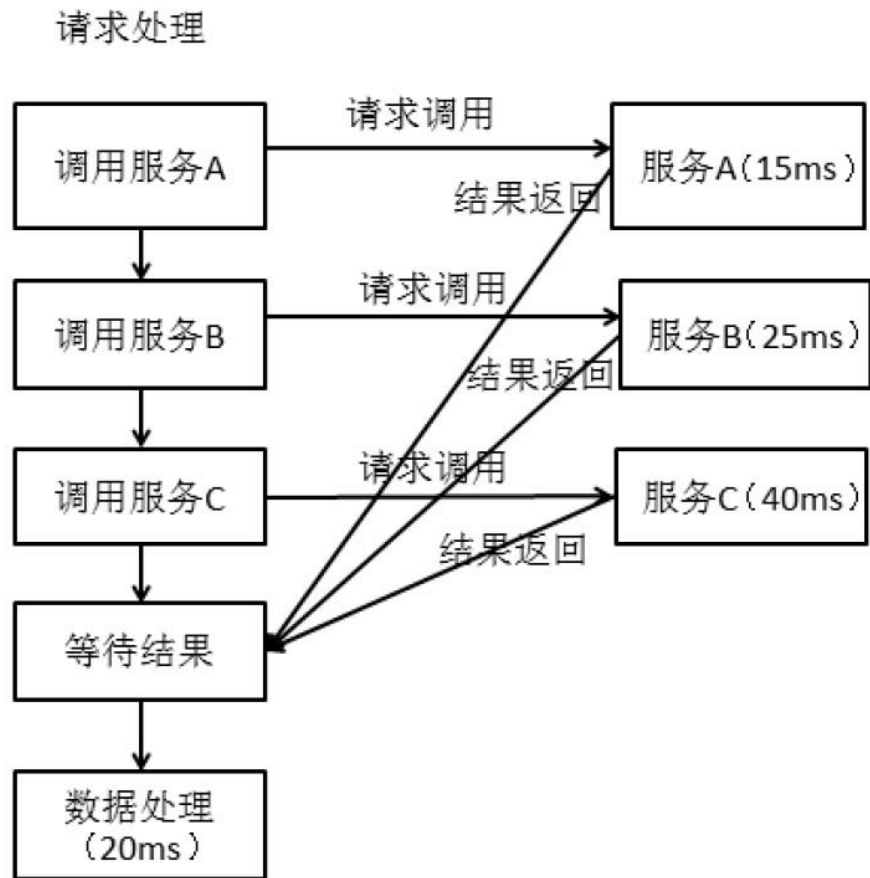 请求处理
调用服务A
请求调用
服务A(15ms)
结果返回
调用服务B
请求调用
服务B(25ms)
结果返回
调用服务C
请求调用
服务C(40ms)
结果返回
等待结果
数据处理
(20ms)